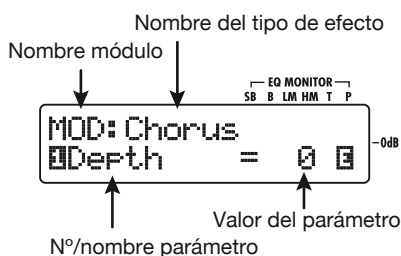 Nombre del tipo de efecto
Nombre módulo
EQ MONITOR
SB B LM HM T P
MOD:Chorus
-0dB
1Depth = 0 E
Valor del parámetro
Nº/nombre parámetro